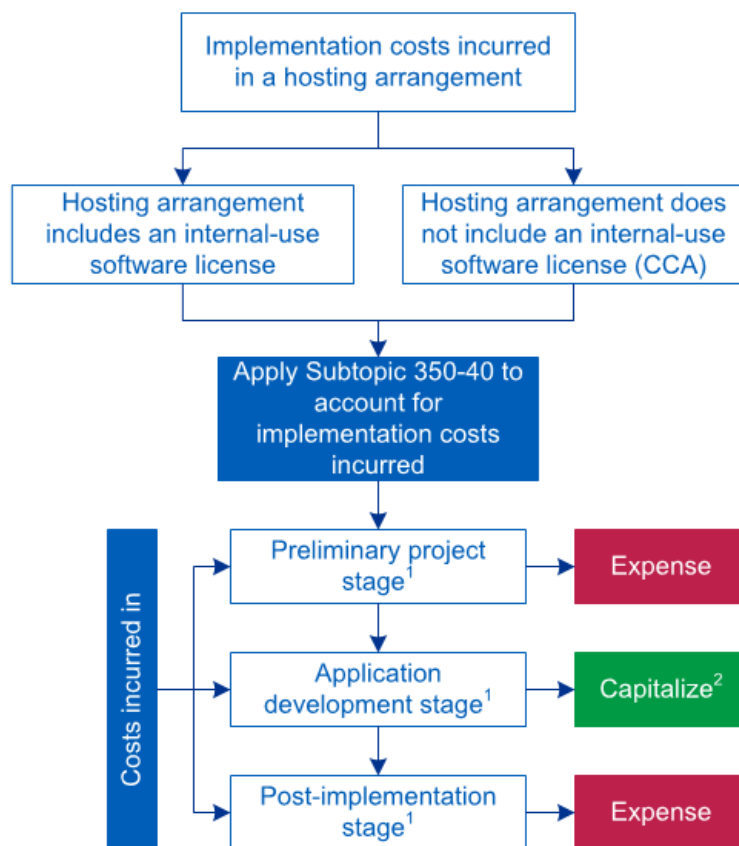 Implementation costs incurred
in a hosting arrangement
Hosting arrangement
includes an internal-use
software license
Hosting arrangement does
not include an internal-use
software license (CCA)
Apply Subtopic 350-40 to
account for
implementation costs
incurred
Costs incurred in
Preliminary project
stage¹
Expense
Application
development stage¹
Capitalize²
Post-implementation
stage¹
Expense